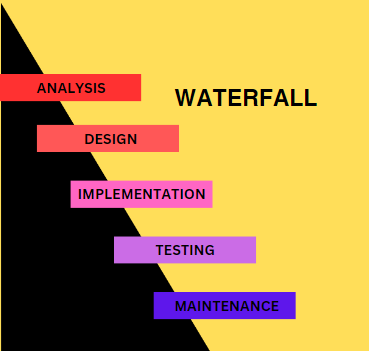 ANALYSIS
WATERFALL
DESIGN
IMPLEMENTATION
TESTING
MAINTENANCE